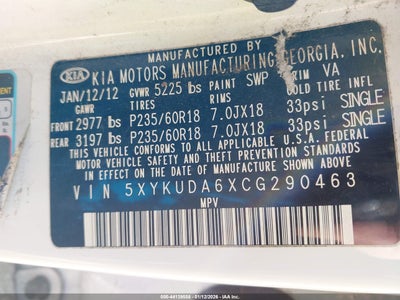 MANUFACTURED BY
KIA KIA MOTORS MANUFACTURING GEORGIA, INC.
JAN/12/12 GVWR 5225 lbs PAINT SWP TRIM VA
GAWR TIRES RIMS COLD TIRE INFL
FRONT 2977 lbs P235/60R18 7.0JX18 33psi SINGLE
REAR 3197 lbs P235/60R18 7.0JX18 33psi SINGLE
THIS VEHICLE CONFORMS TO ALL APPLICABLE U.S.A. FEDERAL
MOTOR VEHICLE SAFETY AND THEFT PREVENTION STANDARDS
IN EFFECT ON THE DATE OF MANUFACTURE SHOWN ABOVE.
VIN 5XYKUDA6XCG290463
MPV